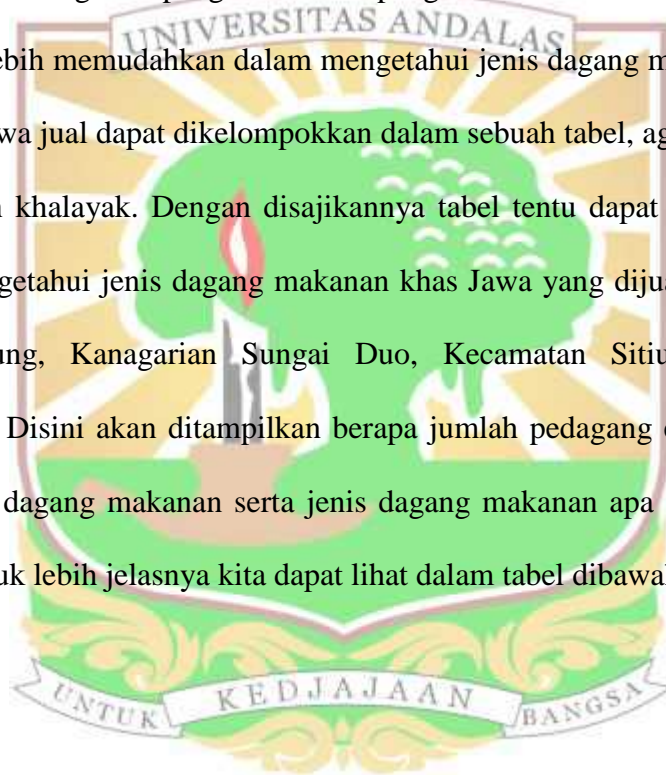 UNIVERSITAS ANDALAS
ebih memudahkan dalam mengetahui jenis dagang m
wa jual dapat dikelompokkan dalam sebuah tabel, ag
khalayak. Dengan disajikannya tabel tentu dapat
getahui jenis dagang makanan khas Jawa yang dijua
ung, Kanagarian Sungai Duo, Kecamatan Sitiu
Disini akan ditampilkan berapa jumlah pedagang
dagang makanan serta jenis dagang makanan apa
uk lebih jelasnya kita dapat lihat dalam tabel dibawa
UNTUK KEDJAJAAN BANGSA